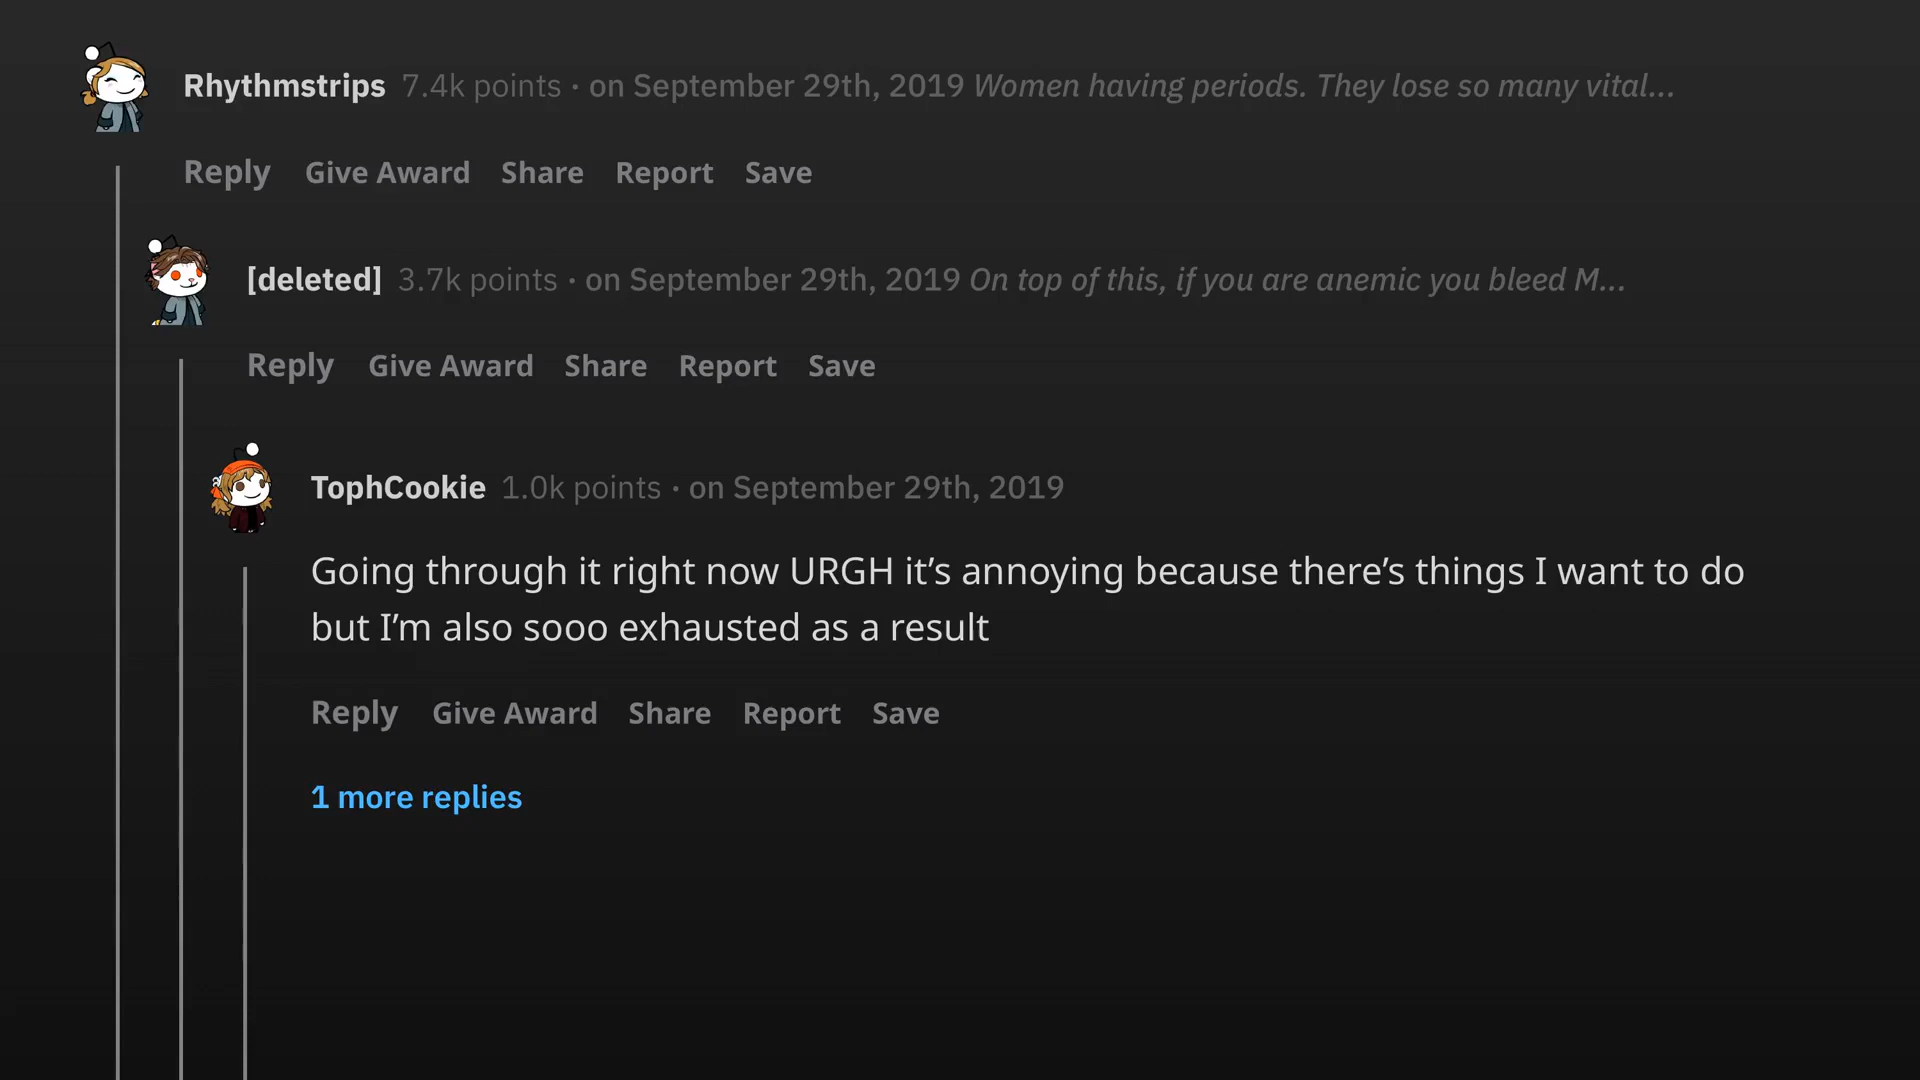 Rhythmstrips 7.4k points · on September 29th, 2019 Women having periods. They lose so many vital...
Reply Give Award Share Report Save
[deleted] 3.7k points · on September 29th, 2019 On top of this, if you are anemic you bleed M...
Reply Give Award Share Report Save
TophCookie 1.0k points · on September 29th, 2019
Going through it right now URGH it’s annoying because there’s things I want to do
but I’m also sooo exhausted as a result
Reply Give Award Share Report Save
1 more replies